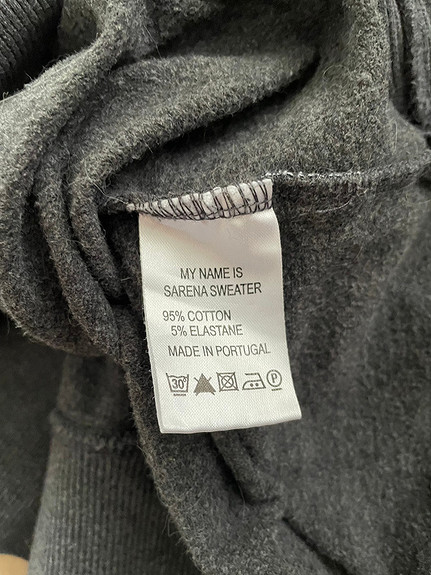 MY NAME IS
SARENA SWEATER
95% COTTON
5% ELASTANE
MADE IN PORTUGAL
30° P